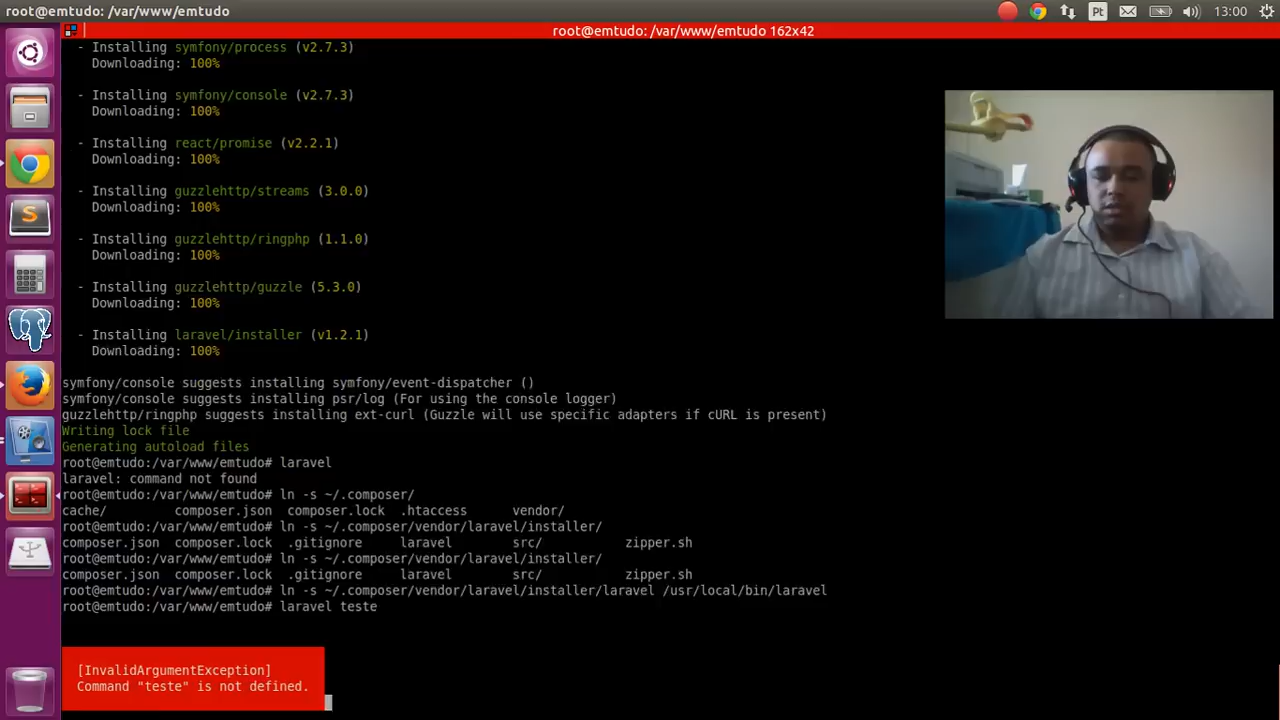 root@emtudo: /var/www/emtudo
Pt
13:00
root@emtudo: /var/www/emtudo 162x42
- Installing symfony/process (v2.7.3)
Downloading: 100%
- Installing symfony/console (v2.7.3)
Downloading: 100%
- Installing react/promise (v2.2.1)
Downloading: 100%
- Installing guzzlehttp/streams (3.0.0)
Downloading: 100%
- Installing guzzlehttp/ringphp (1.1.0)
Downloading: 100%
- Installing guzzlehttp/guzzle (5.3.0)
Downloading: 100%
- Installing laravel/installer (v1.2.1)
Downloading: 100%
symfony/console suggests installing symfony/event-dispatcher ()
symfony/console suggests installing psr/log (For using the console logger)
guzzlehttp/ringphp suggests installing ext-curl (Guzzle will use specific adapters if cURL is present)
Writing lock file
Generating autoload files
root@emtudo:/var/www/emtudo# laravel
laravel: command not found
root@emtudo:/var/www/emtudo# ln -s ~/.composer/
cache/ composer.json composer.lock .htaccess vendor/
root@emtudo:/var/www/emtudo# ln -s ~/.composer/vendor/laravel/installer/
composer.json composer.lock .gitignore laravel src/ zipper.sh
root@emtudo:/var/www/emtudo# ln -s ~/.composer/vendor/laravel/installer/
composer.json composer.lock .gitignore laravel src/ zipper.sh
root@emtudo:/var/www/emtudo# ln -s ~/.composer/vendor/laravel/installer/laravel /usr/local/bin/laravel
root@emtudo:/var/www/emtudo# laravel teste
[InvalidArgumentException]
Command "teste" is not defined.